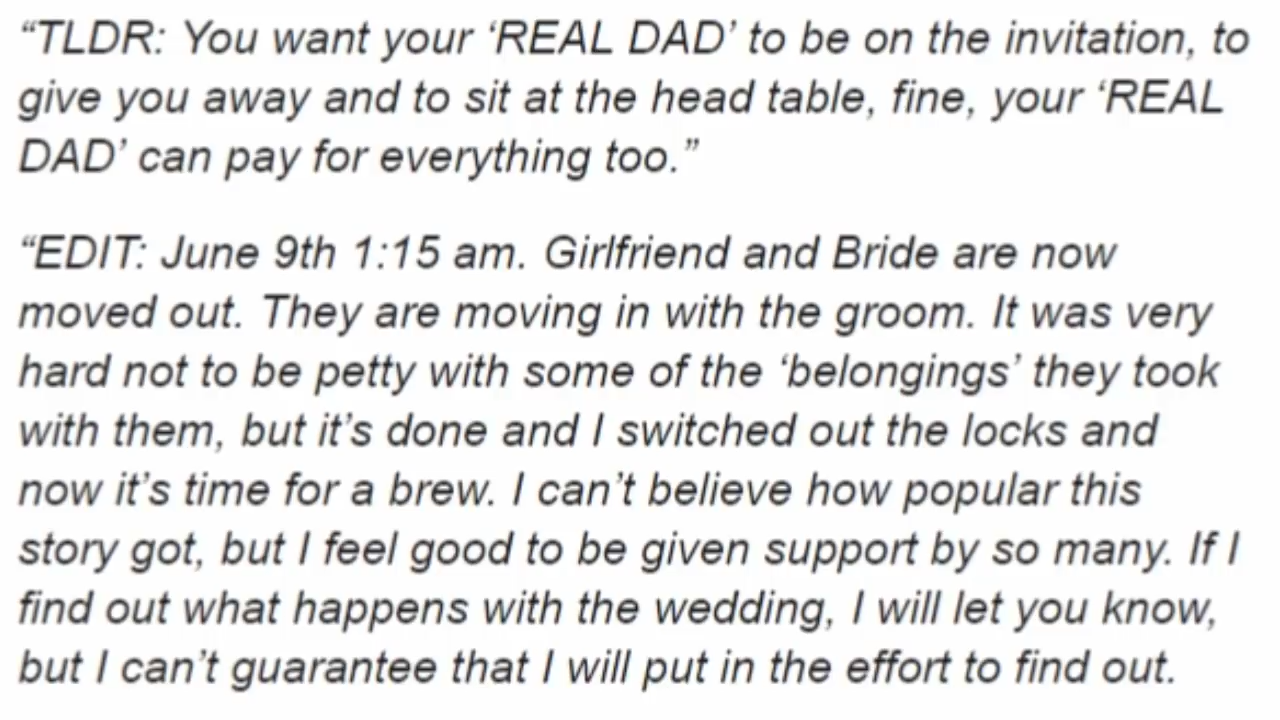 “TLDR: You want your ‘REAL DAD’ to be on the invitation, to
give you away and to sit at the head table, fine, your ‘REAL
DAD’ can pay for everything too.”
“EDIT: June 9th 1:15 am. Girlfriend and Bride are now
moved out. They are moving in with the groom. It was very
hard not to be petty with some of the ‘belongings’ they took
with them, but it’s done and I switched out the locks and
now it’s time for a brew. I can’t believe how popular this
story got, but I feel good to be given support by so many. If I
find out what happens with the wedding, I will let you know,
but I can’t guarantee that I will put in the effort to find out.